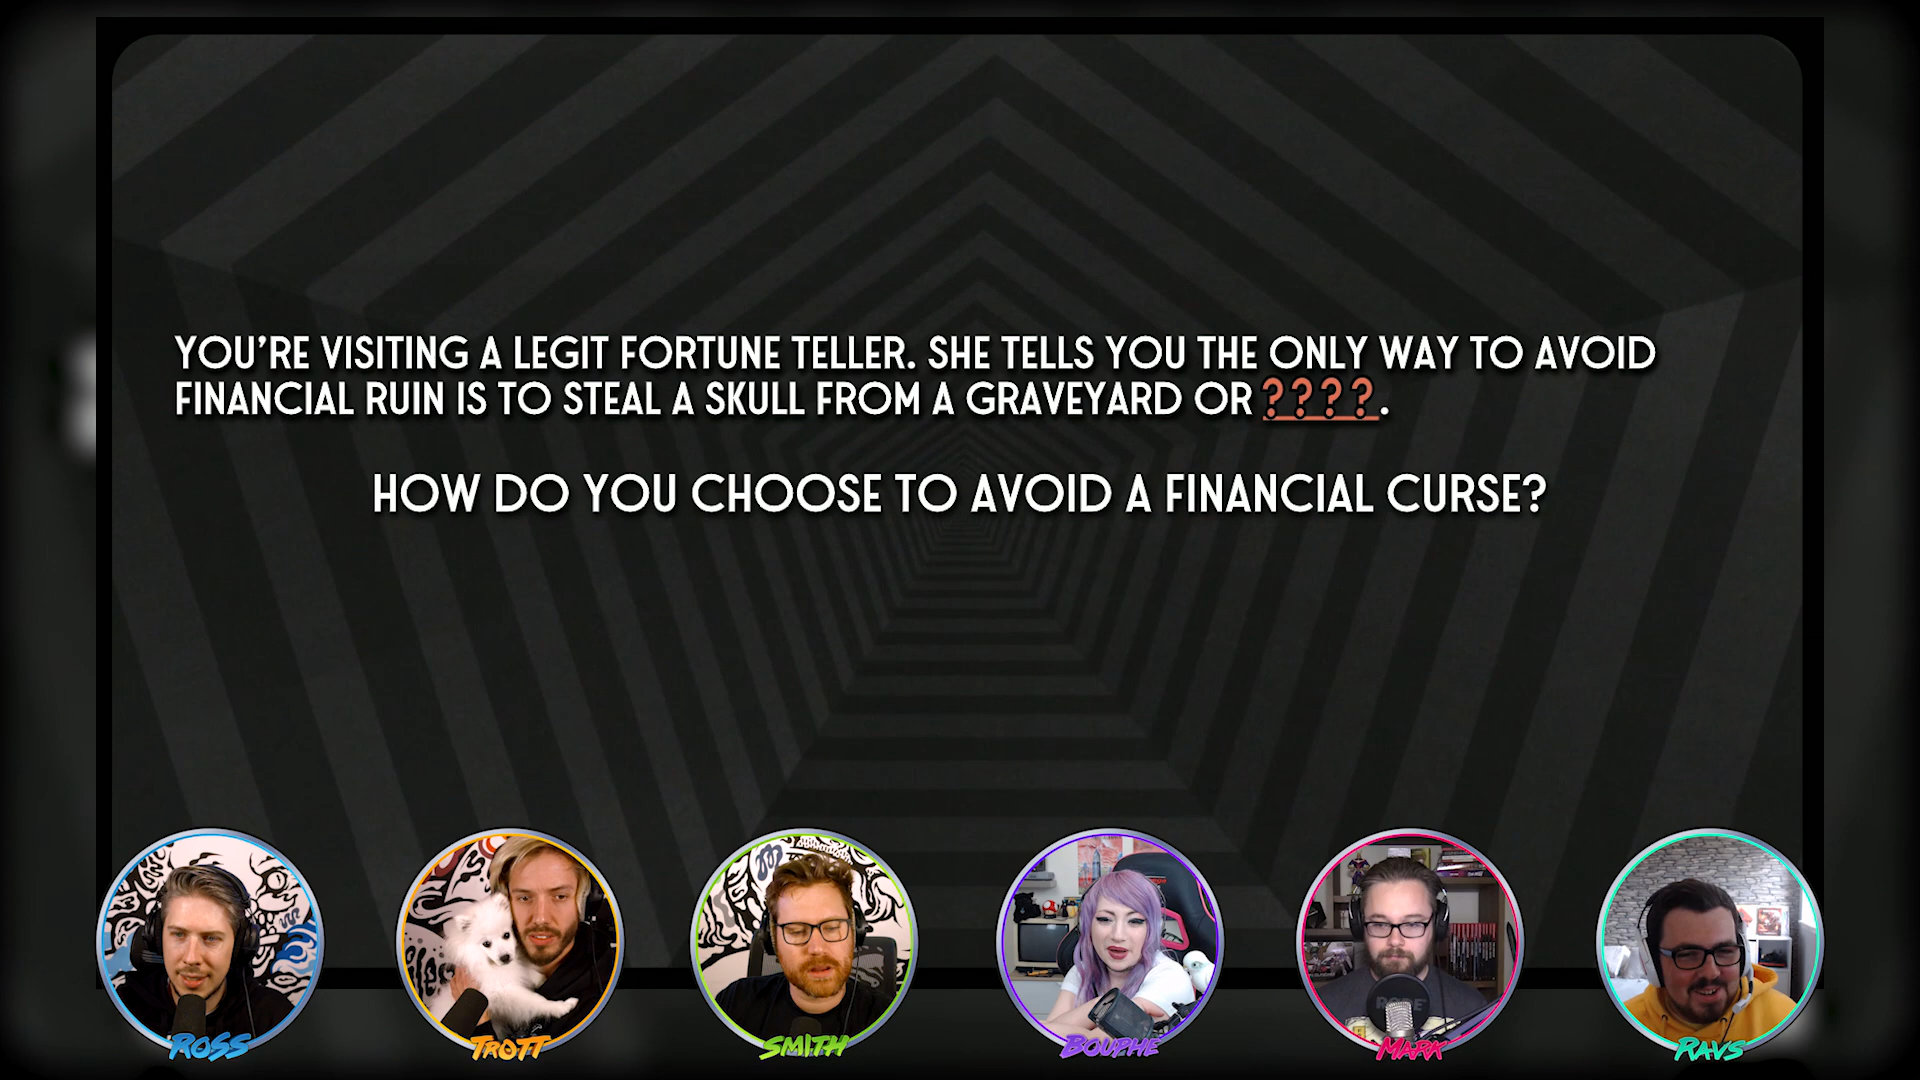 YOU'RE VISITING A LEGIT FORTUNE TELLER. SHE TELLS YOU THE ONLY WAY TO AVOID
FINANCIAL RUIN IS TO STEAL A SKULL FROM A GRAVEYARD OR ????.
HOW DO YOU CHOOSE TO AVOID A FINANCIAL CURSE?
ROSS
TROTT
SMITH
BOUPHE
MARK
RAVS